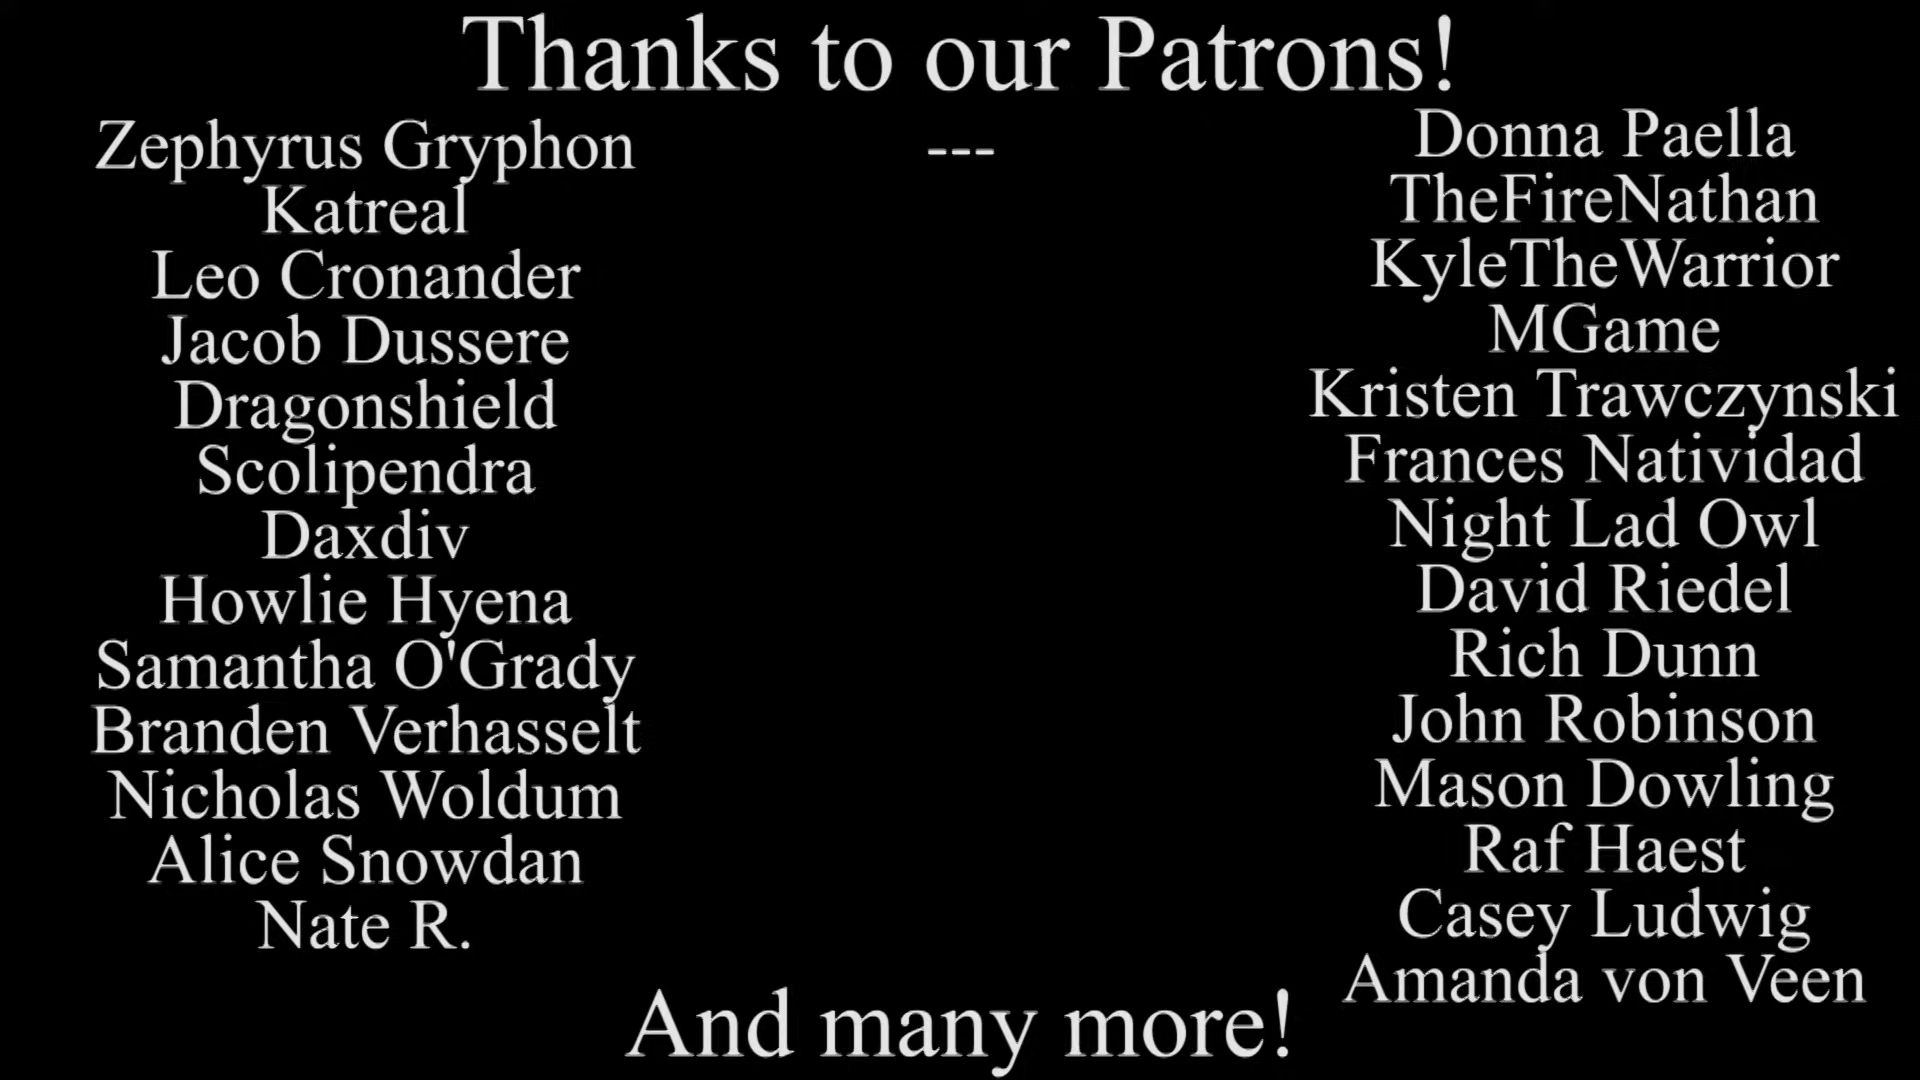 Thanks to our Patrons!
Zephyrus Gryphon
Katreal
Leo Cronander
Jacob Dussere
Dragonshield
Scolipendra
Daxdiv
Howlie Hyena
Samantha O'Grady
Branden Verhasselt
Nicholas Woldum
Alice Snowdan
Nate R.
---
Donna Paella
TheFireNathan
KyleTheWarrior
MGame
Kristen Trawczynski
Frances Natividad
Night Lad Owl
David Riedel
Rich Dunn
John Robinson
Mason Dowling
Raf Haest
Casey Ludwig
Amanda von Veen
And many more!